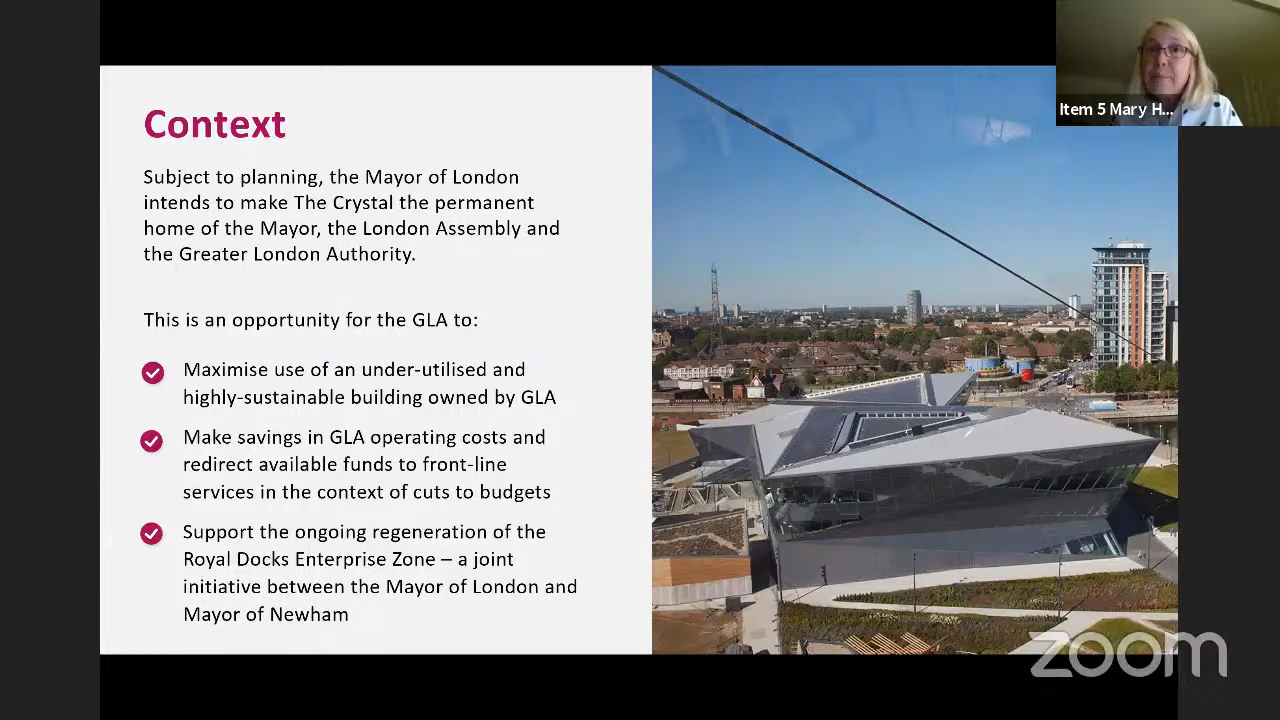 Context
Subject to planning, the Mayor of London
intends to make The Crystal the permanent
home of the Mayor, the London Assembly and
the Greater London Authority.
This is an opportunity for the GLA to:
Maximise use of an under-utilised and
highly-sustainable building owned by GLA
Make savings in GLA operating costs and
redirect available funds to front-line
services in the context of cuts to budgets
Support the ongoing regeneration of the
Royal Docks Enterprise Zone – a joint
initiative between the Mayor of London and
Mayor of Newham
Item 5 Mary H...
zoom